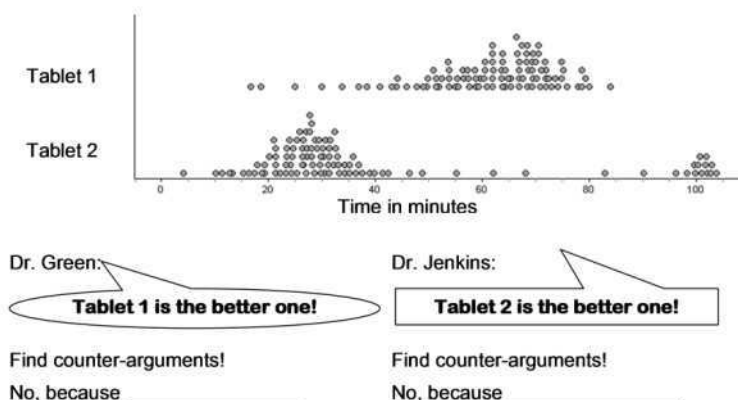 Tablet 1
Tablet 2
0 20 40 60 80 100
Time in minutes
Dr. Green:
Tablet 1 is the better one!
Find counter-arguments!
No, because
Dr. Jenkins:
Tablet 2 is the better one!
Find counter-arguments!
No, because